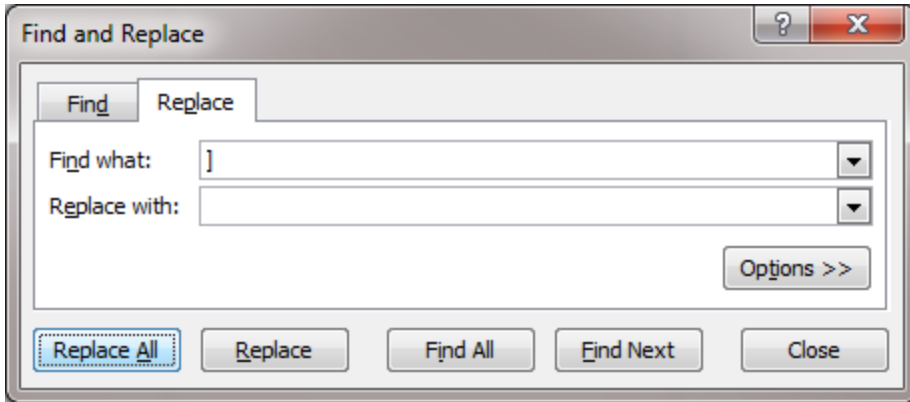 Find and Replace
Find Replace
Find what: ]
Replace with:
Options >>
Replace All Replace Find All Find Next Close